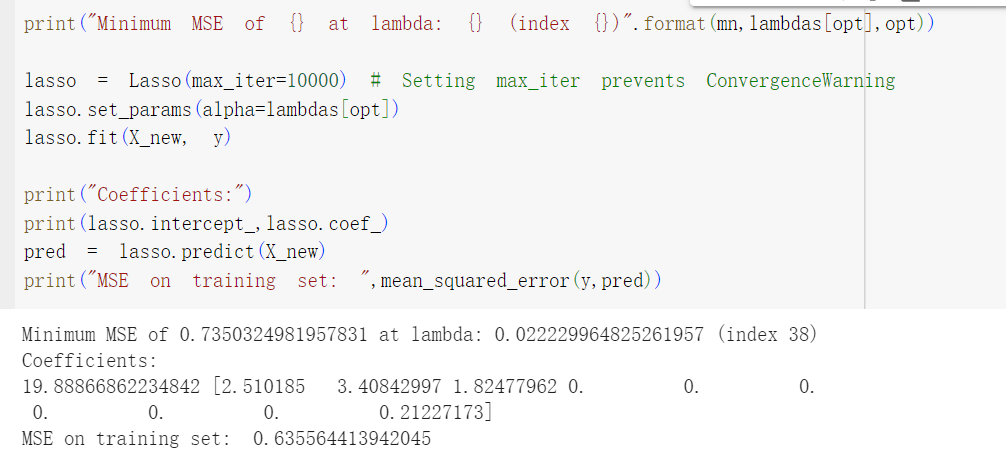 print("Minimum MSE of {} at lambda: {} (index {})".format(mn,lambdas[opt],opt))
lasso = Lasso(max_iter=10000) # Setting max_iter prevents ConvergenceWarning
lasso.set_params(alpha=lambdas[opt])
lasso.fit(X_new, y)
print("Coefficients:")
print(lasso.intercept_,lasso.coef_)
pred = lasso.predict(X_new)
print("MSE on training set: ",mean_squared_error(y,pred))
Minimum MSE of 0.7350324981957831 at lambda: 0.022229964825261957 (index 38)
Coefficients:
19.88866862234842 [2.510185 3.40842997 1.82477962 0. 0. 0.
0. 0. 0. 0.21227173]
MSE on training set: 0.635564413942045